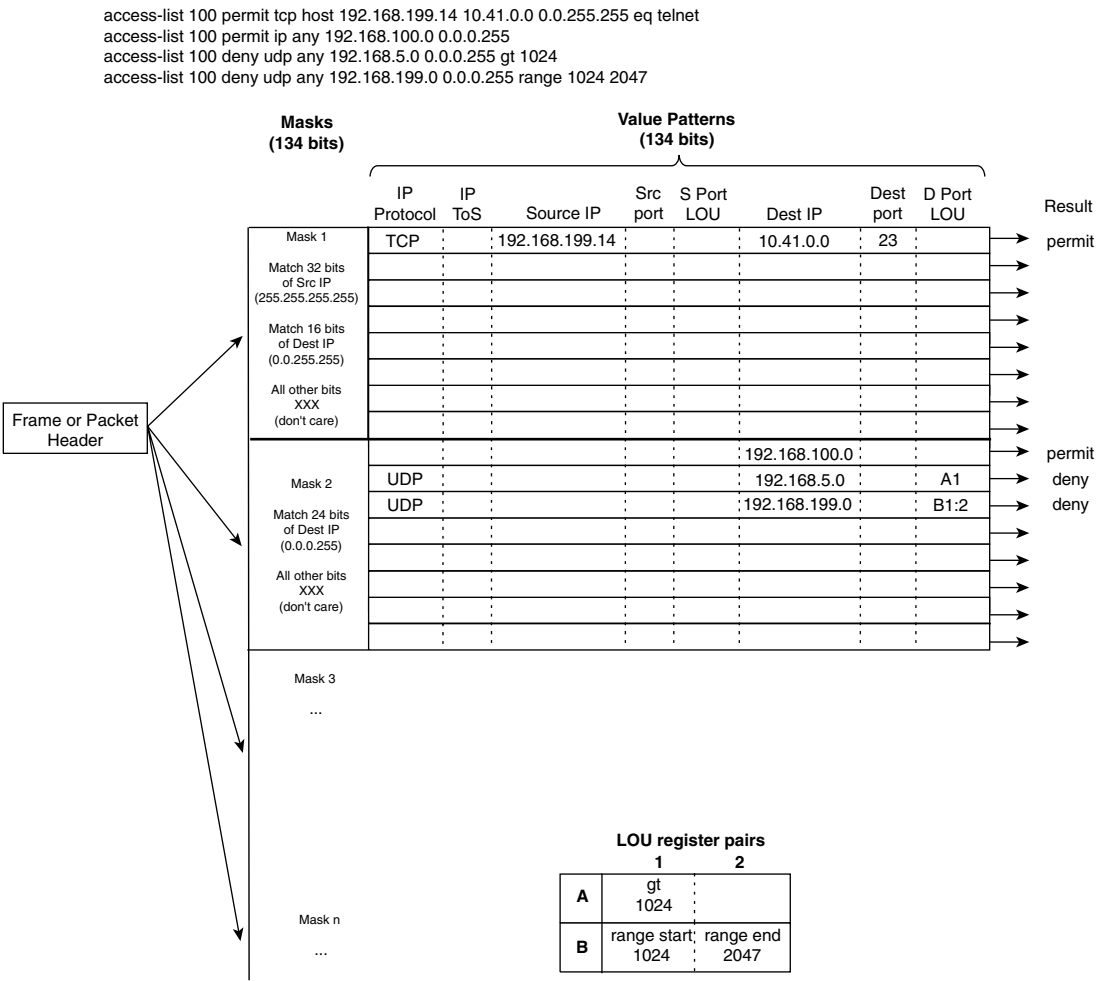 access-list 100 permit tcp host 192.168.199.14 10.41.0.0 0.0.255.255 eq telnet
access-list 100 permit ip any 192.168.100.0 0.0.0.255
access-list 100 deny udp any 192.168.5.0 0.0.0.255 gt 1024
access-list 100 deny udp any 192.168.199.0 0.0.0.255 range 1024 2047
Masks
(134 bits)
Value Patterns
(134 bits)
IP
Protocol
IP
ToS
Source IP
Src
port
S Port
LOU
Dest IP
Dest
port
D Port
LOU
Result
Mask 1
Match 32 bits
of Src IP
(255.255.255.255)
Match 16 bits
of Dest IP
(0.0.255.255)
All other bits
XXX
(don't care)
TCP 192.168.199.14 10.41.0.0 23 permit
Frame or Packet
Header
Mask 2
Match 24 bits
of Dest IP
(0.0.0.255)
All other bits
XXX
(don't care)
192.168.100.0 permit
UDP 192.168.5.0 A1 deny
UDP 192.168.199.0 B1:2 deny
Mask 3
...
Mask n
...
LOU register pairs
1 2
A
gt
1024
B
range start
1024
range end
2047